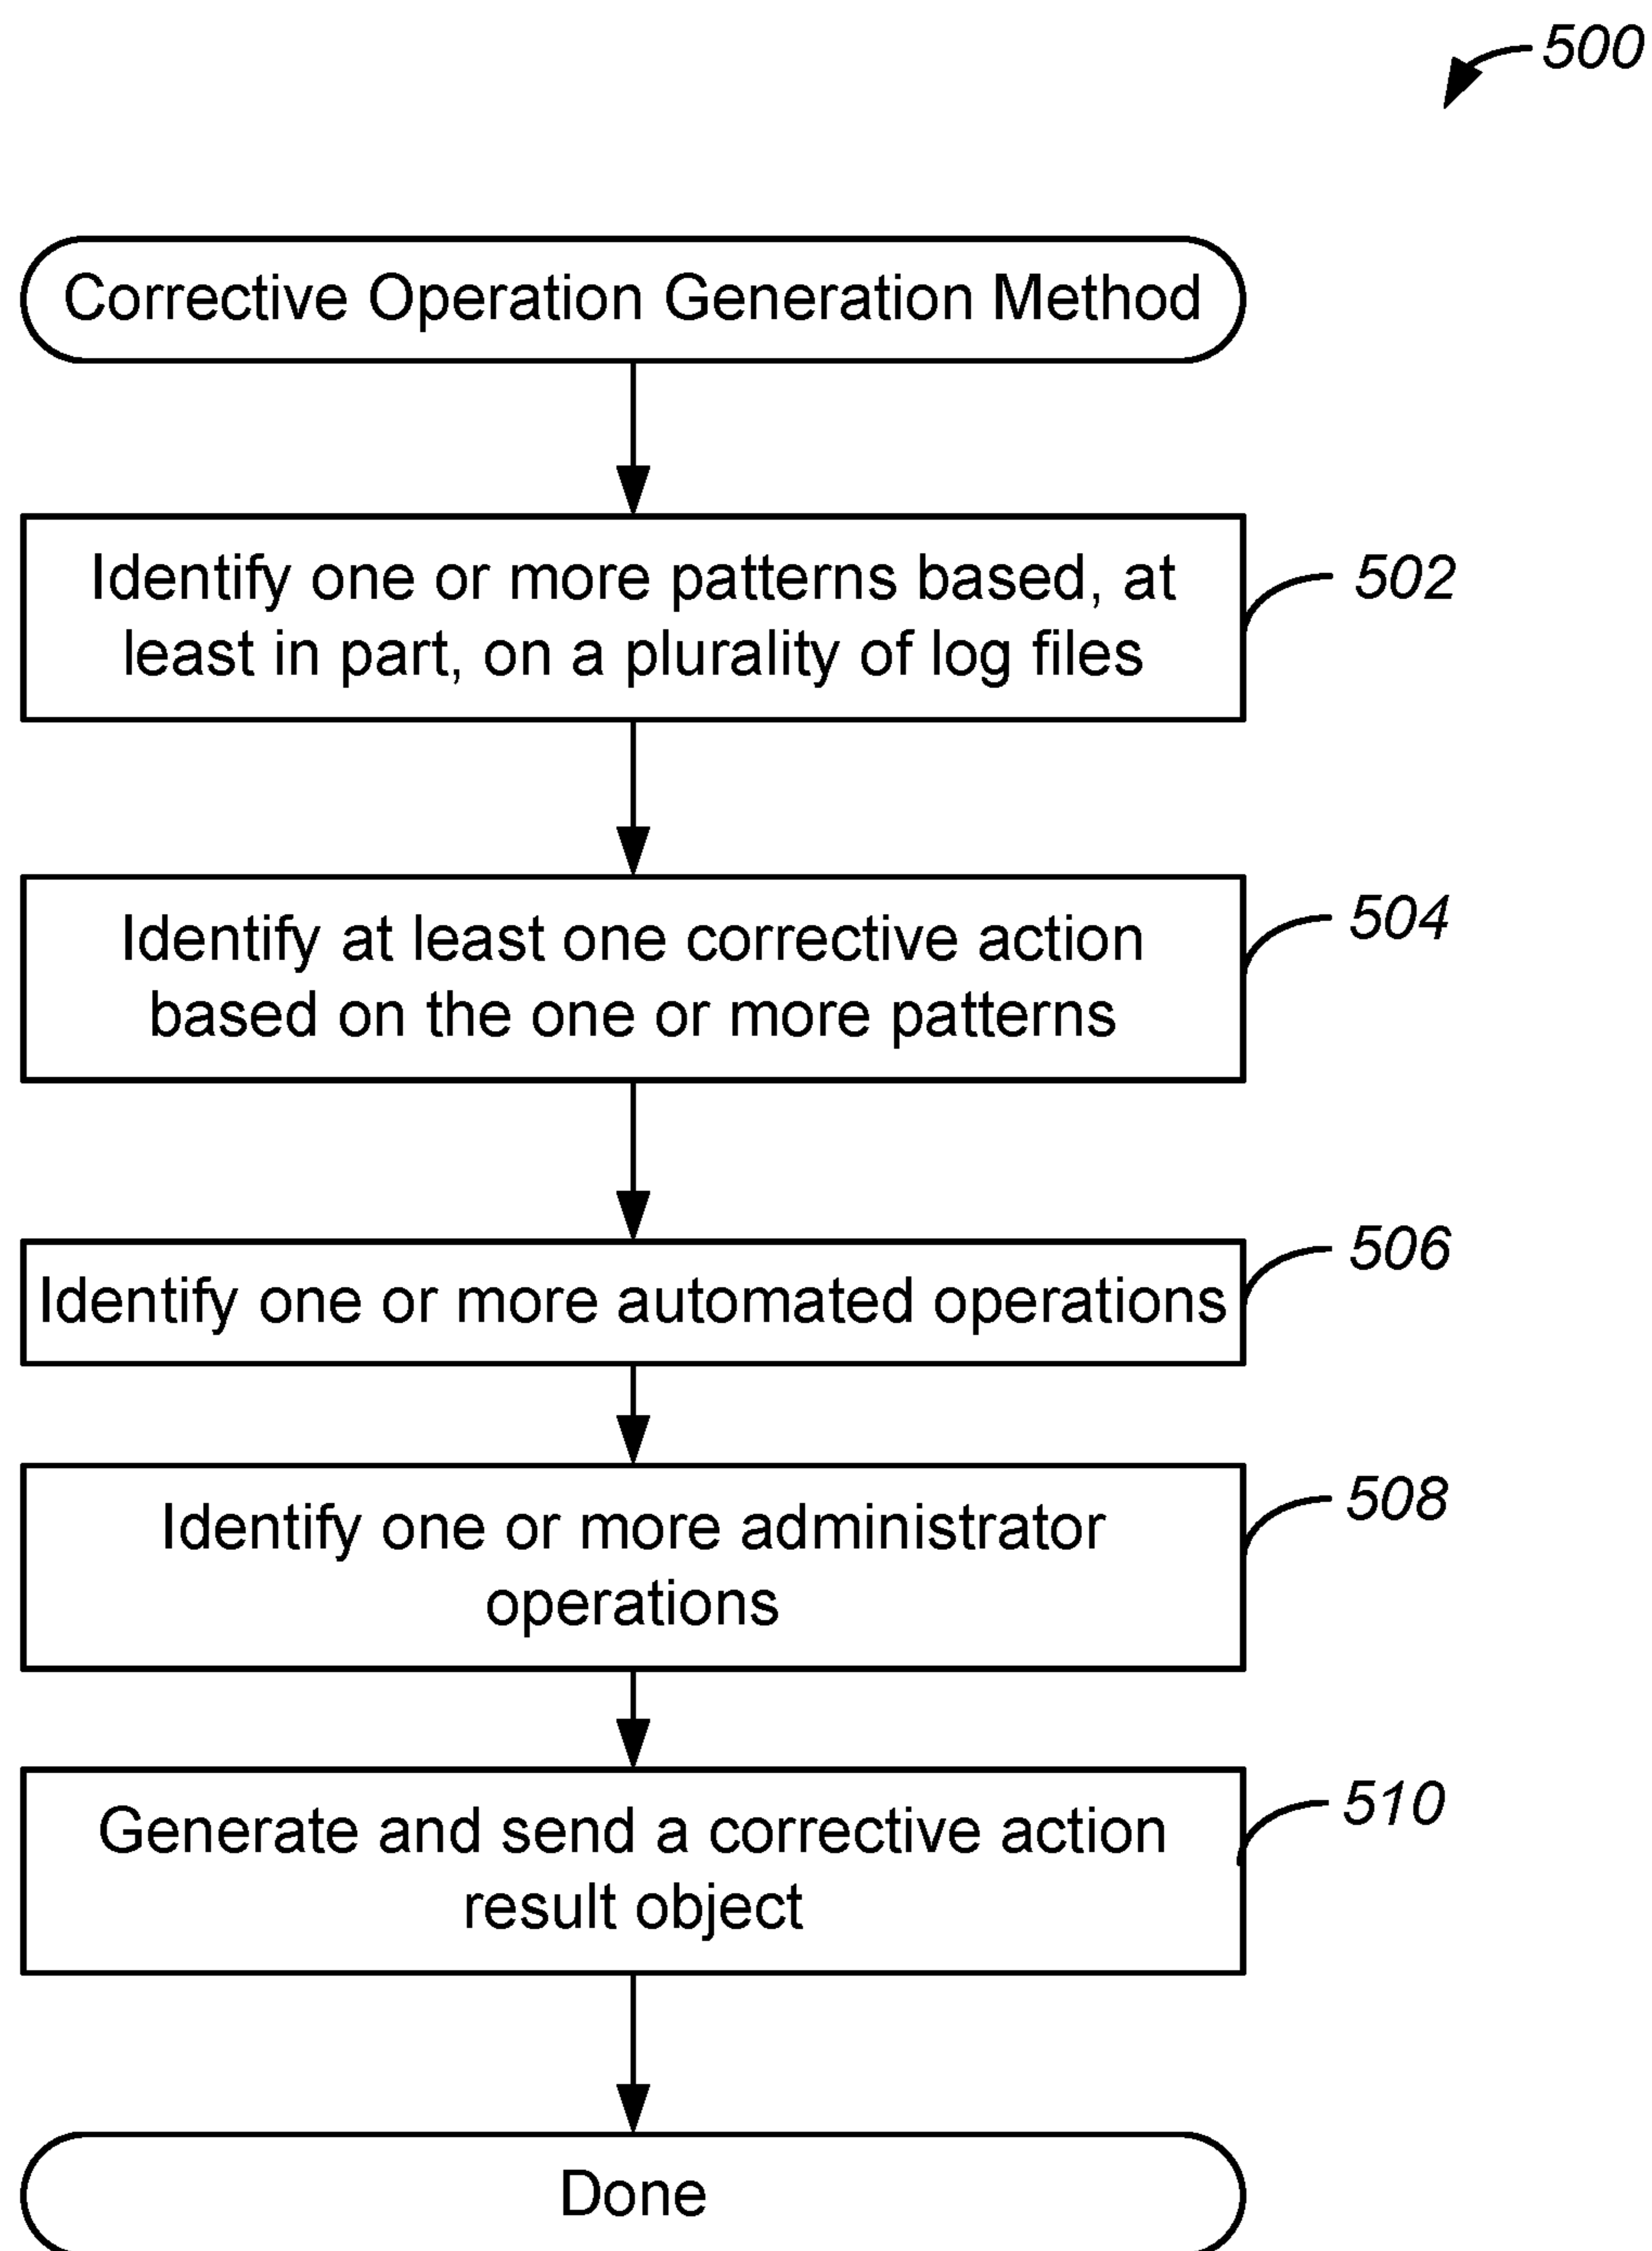 500
Corrective Operation Generation Method
Identify one or more patterns based, at
least in part, on a plurality of log files
502
Identify at least one corrective action
based on the one or more patterns
504
Identify one or more automated operations
506
Identify one or more administrator
operations
508
Generate and send a corrective action
result object
510
Done